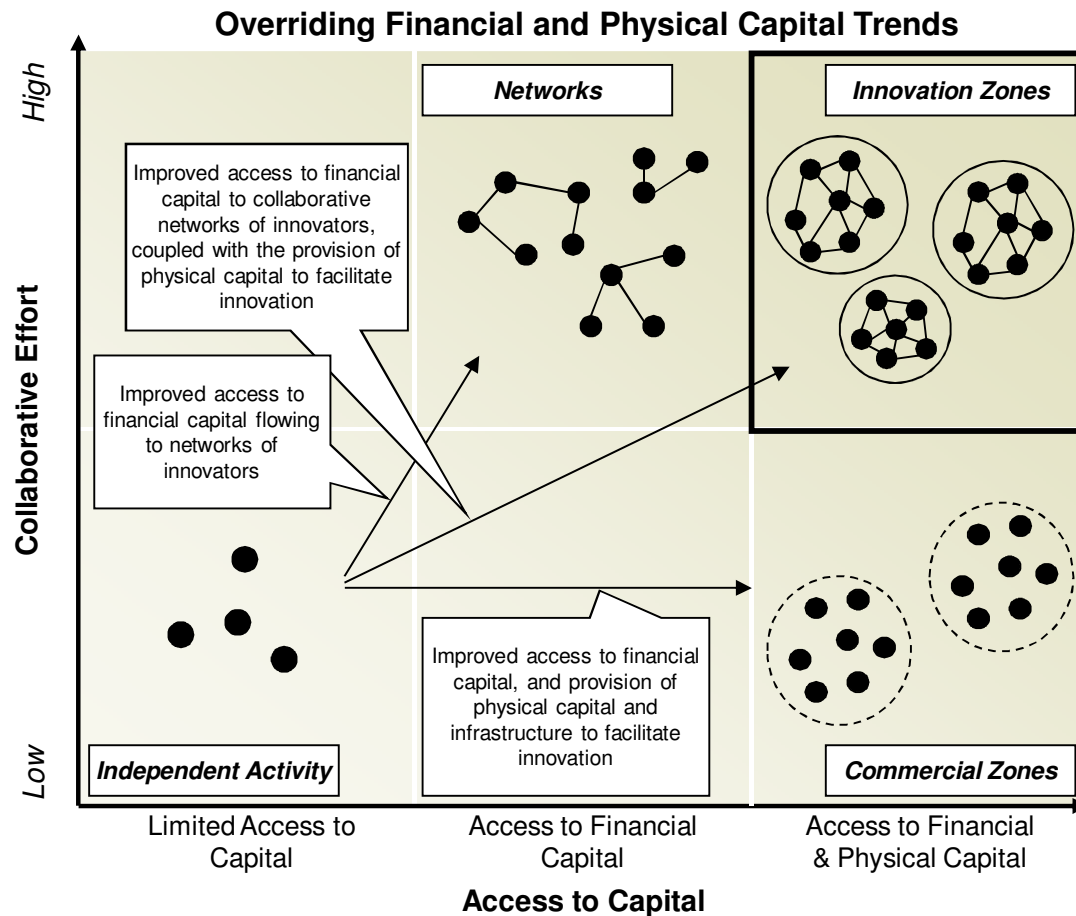 Overriding Financial and Physical Capital Trends
High
Networks
Innovation Zones
Improved access to financial
capital to collaborative
networks of innovators,
coupled with the provision of
physical capital to facilitate
innovation
Collaborative Effort
Improved access to
financial capital flowing
to networks of
innovators
Improved access to financial
capital, and provision of
physical capital and
infrastructure to facilitate
innovation
Low
Independent Activity
Commercial Zones
Limited Access to
Capital
Access to Financial
Capital
Access to Financial
& Physical Capital
Access to Capital